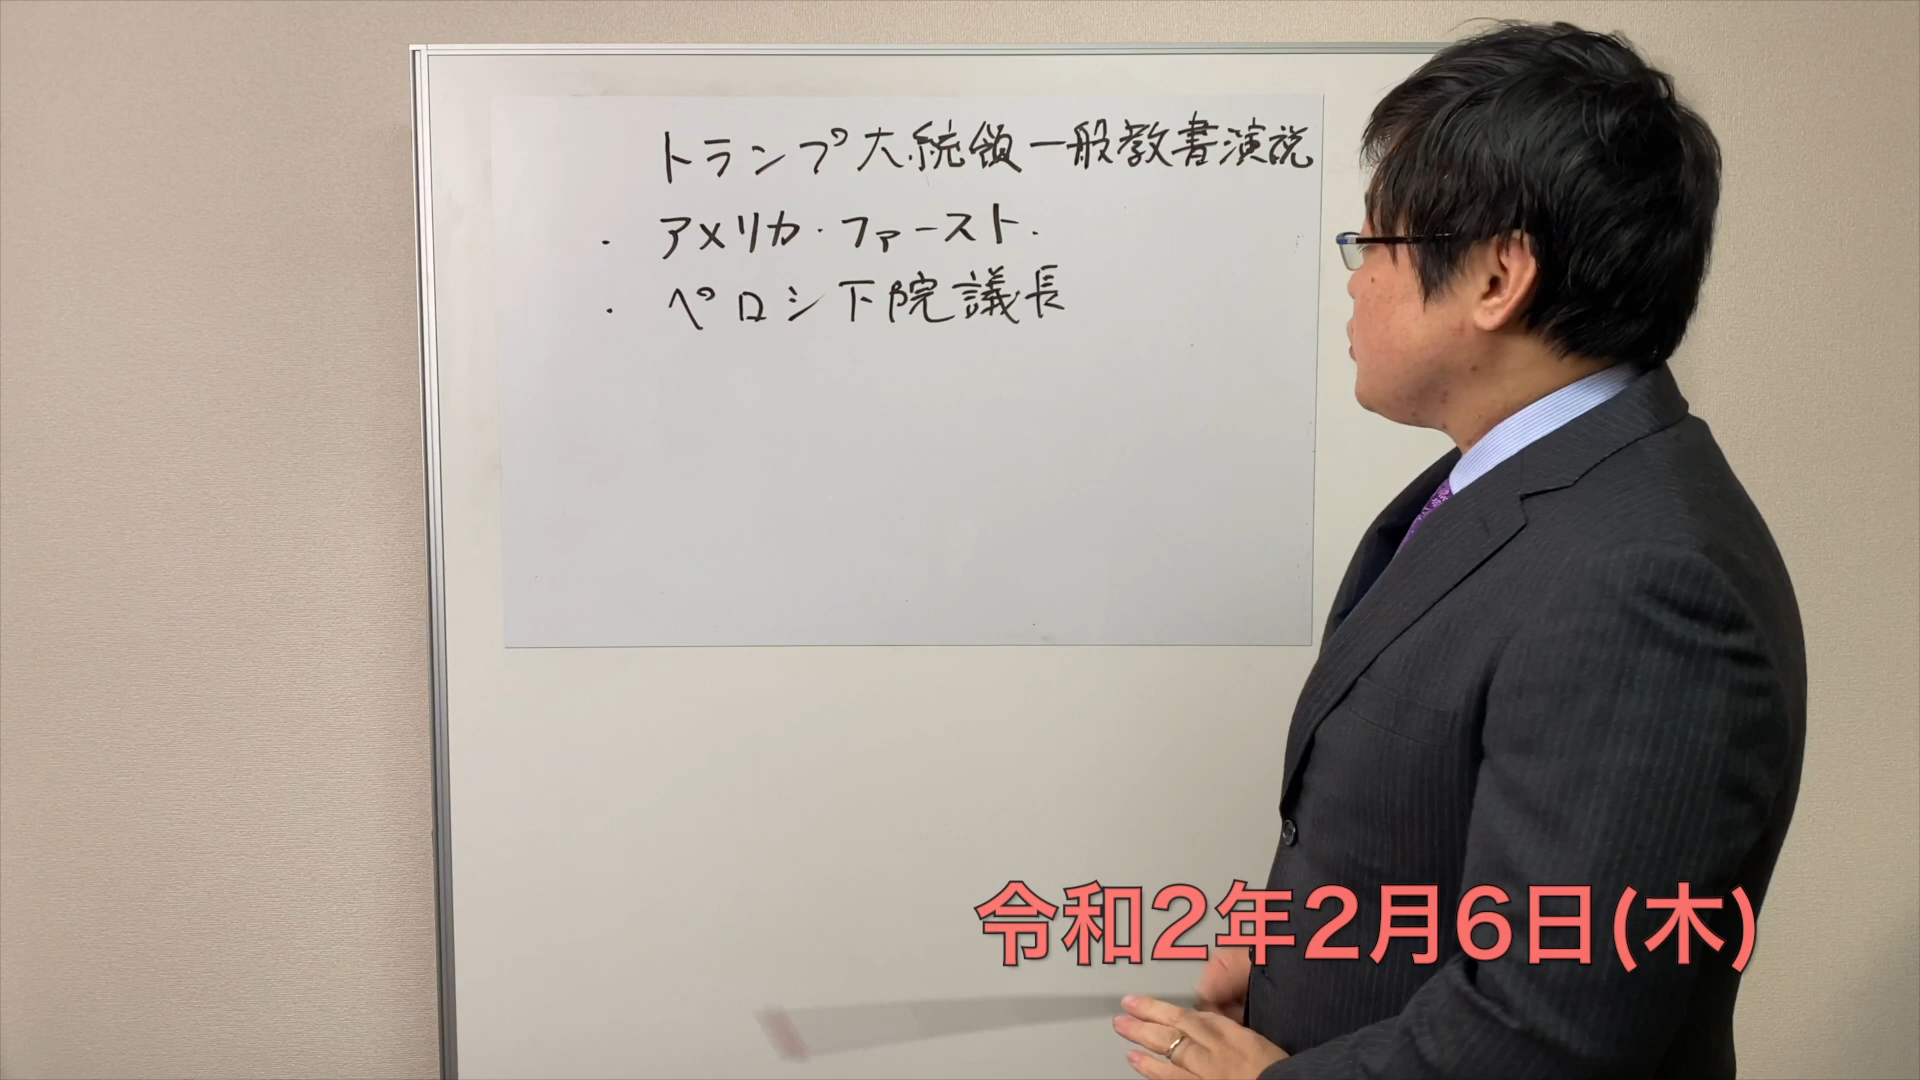 トランプ大統領一般教書演説
・アメリカ・ファースト.
・ペロシ下院議長
令和2年2月6日(木)